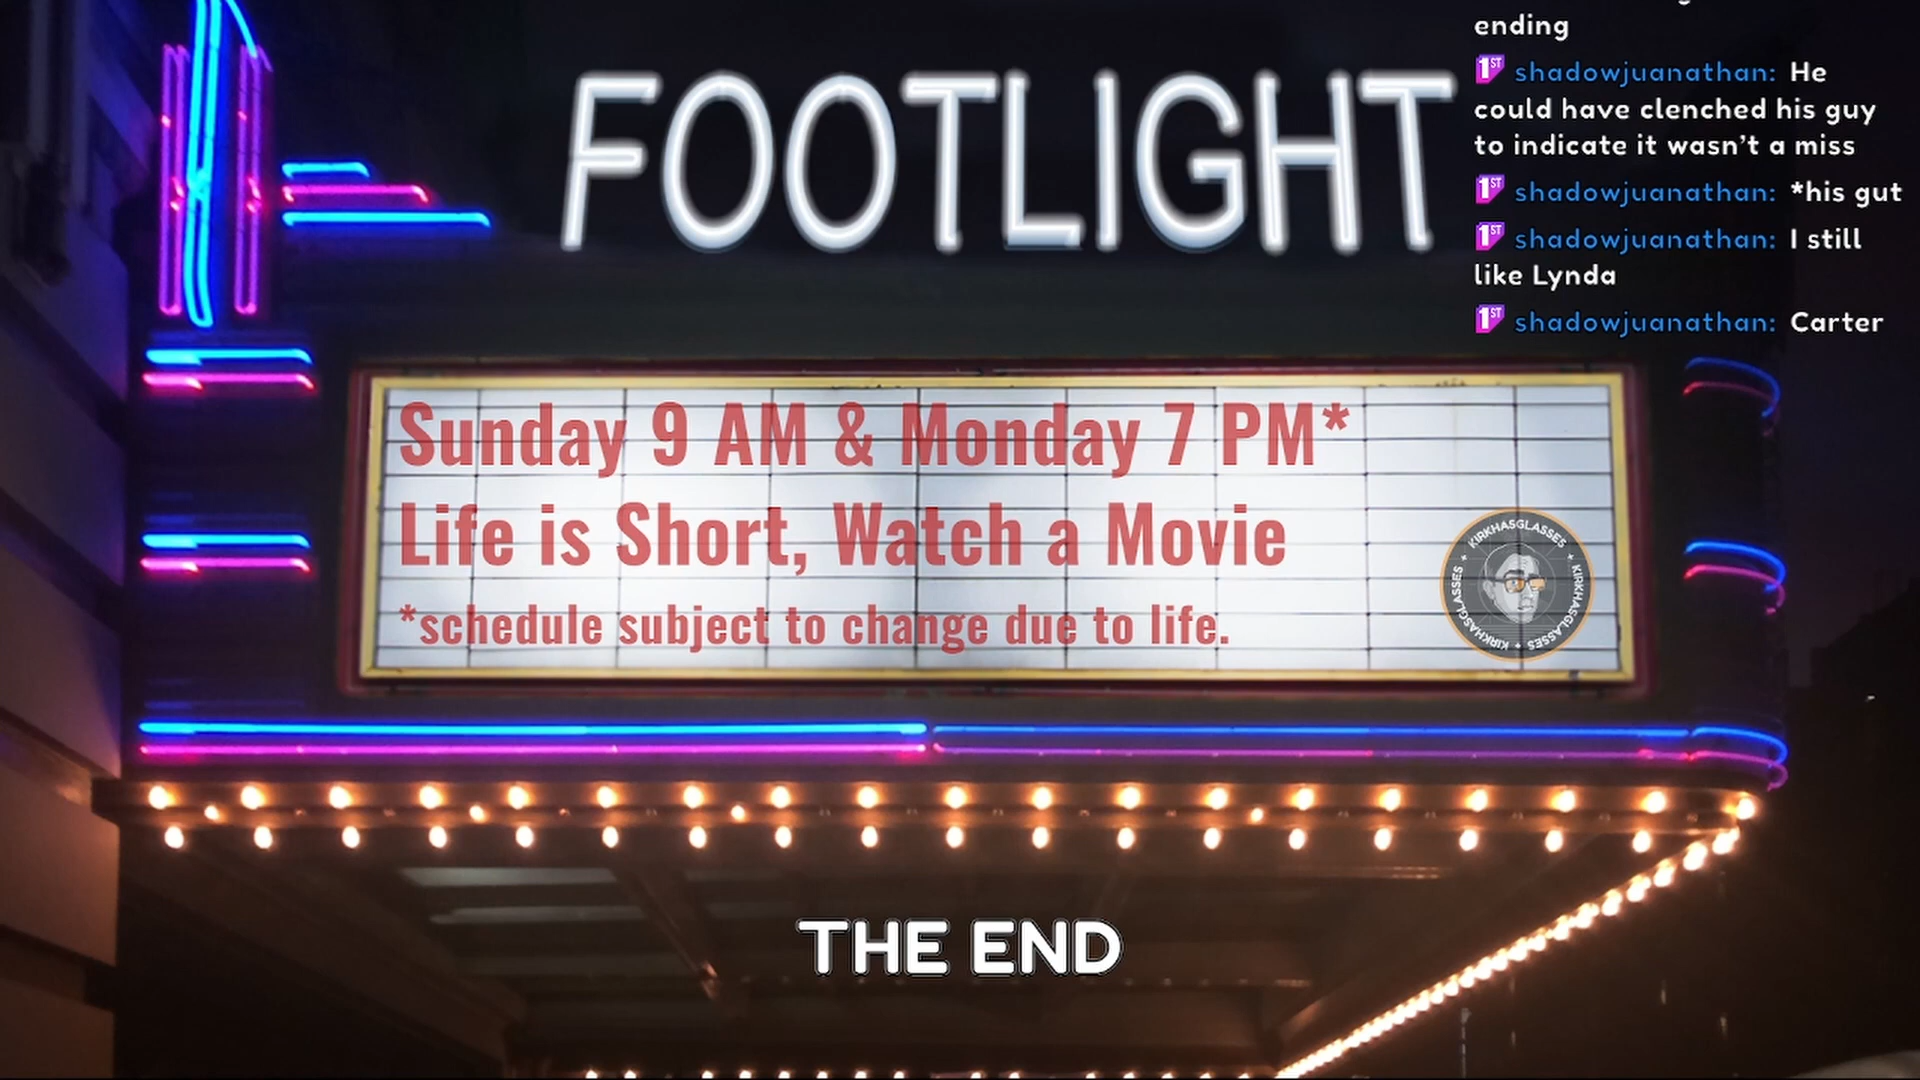 FOOTLIGHT
ending
shadowjuanathan: He
could have clenched his guy
to indicate it wasn't a miss
shadowjuanathan: *his gut
shadowjuanathan: I still
like Lynda
shadowjuanathan: Carter
Sunday 9 AM & Monday 7 PM*
Life is Short, Watch a Movie
*schedule subject to change due to life.
KIRKHASGLASSES
KIRKHASGLASSES
KIRKHASGLASSES
THE END